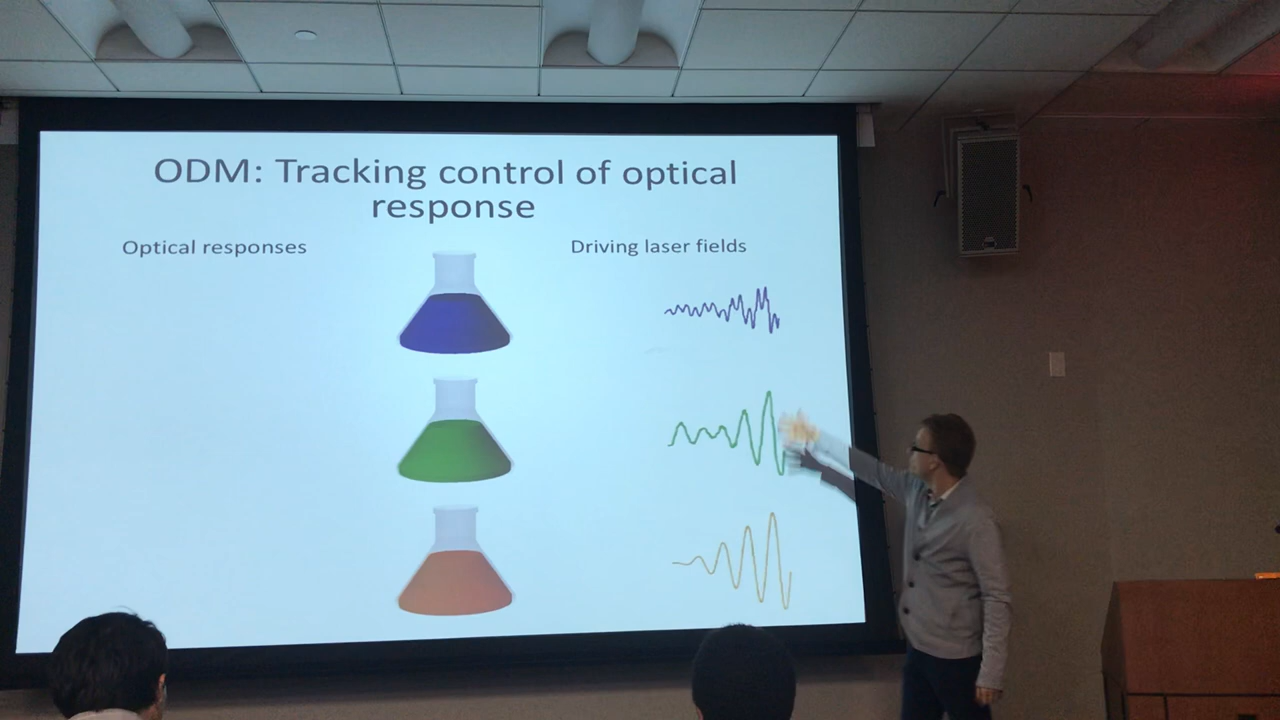 ODM: Tracking control of optical
response
Optical responses
Driving laser fields